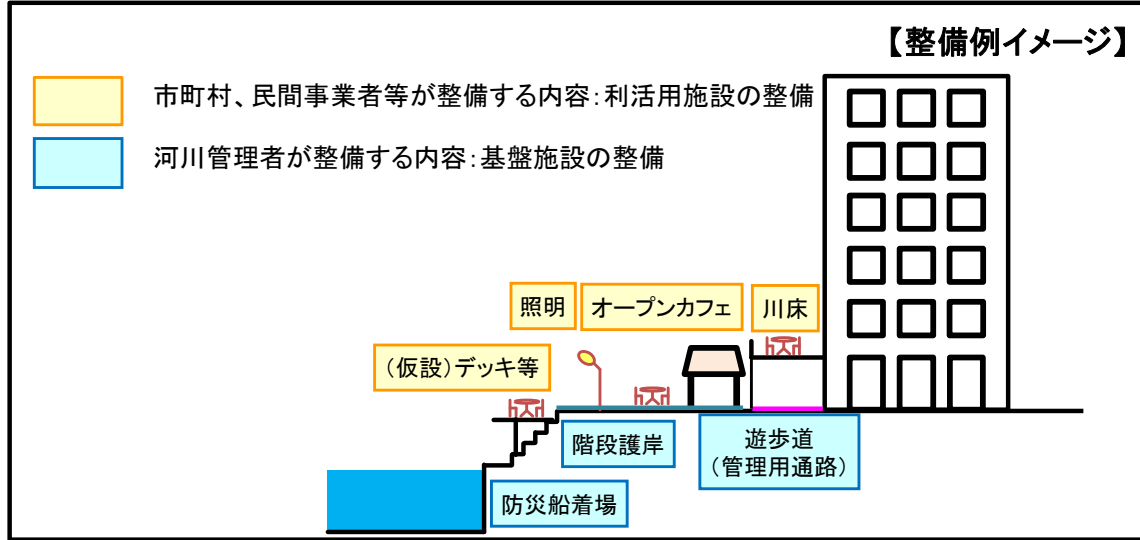 【整備例イメージ】
市町村、民間事業者等が整備する内容：利活用施設の整備
河川管理者が整備する内容：基盤施設の整備
照明
オープンカフェ
川床
（仮設）デッキ等
階段護岸
遊歩道
（管理用通路）
防災船着場